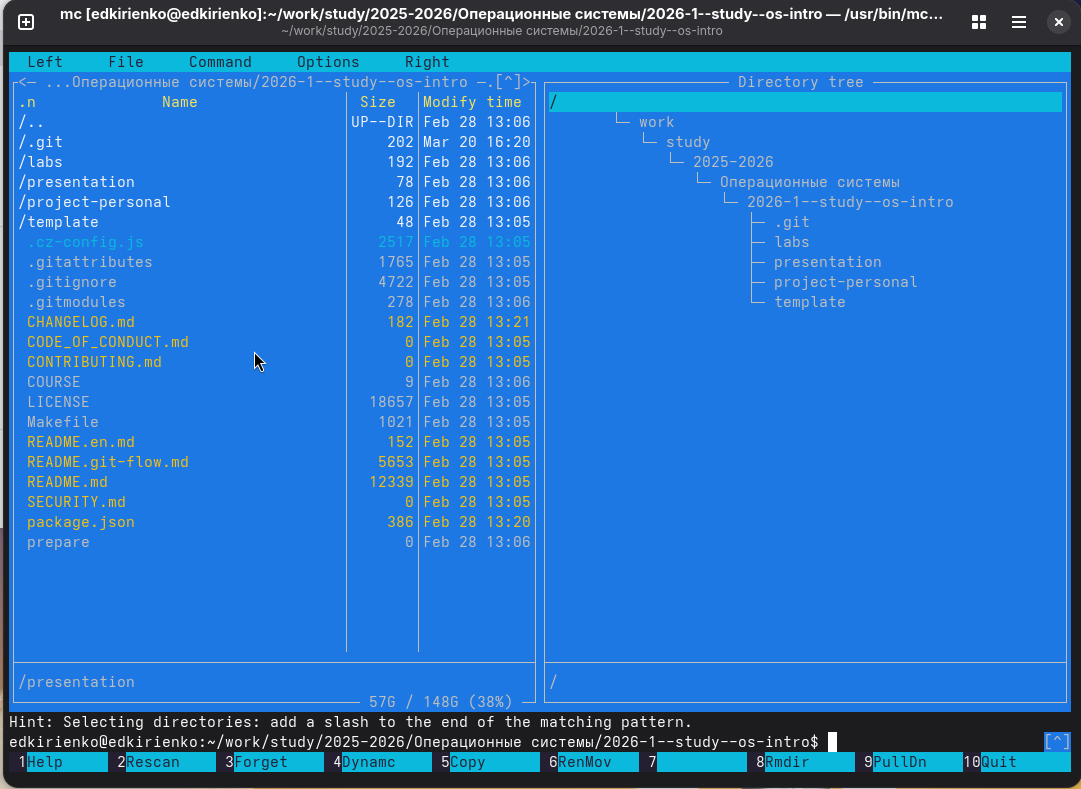 mc [edkirienko@edkirienko]:~/work/study/2025-2026/Операционные системы/2026-1--study--os-intro — /usr/bin/mc...
~/work/study/2025-2026/Операционные системы/2026-1--study--os-intro
Left File Command Options Right
<— ...Операционные системы/2026-1--study--os-intro —.[^]>
.n Name Size Modify time
/.. UP--DIR Feb 28 13:06
/.git 202 Mar 20 16:20
/labs 192 Feb 28 13:06
/presentation 78 Feb 28 13:06
/project-personal 126 Feb 28 13:06
/template 48 Feb 28 13:06
.cz-config.js 2517 Feb 28 13:05
.gitattributes 1765 Feb 28 13:05
.gitignore 4722 Feb 28 13:05
.gitmodules 278 Feb 28 13:06
CHANGELOG.md 182 Feb 28 13:21
CODE_OF_CONDUCT.md 0 Feb 28 13:05
CONTRIBUTING.md 0 Feb 28 13:05
COURSE 9 Feb 28 13:06
LICENSE 18657 Feb 28 13:05
Makefile 1021 Feb 28 13:05
README.en.md 152 Feb 28 13:05
README.git-flow.md 5653 Feb 28 13:05
README.md 12339 Feb 28 13:05
SECURITY.md 0 Feb 28 13:05
package.json 386 Feb 28 13:20
prepare 0 Feb 28 13:06
/presentation
57G / 148G (38%)
Directory tree
/
work
study
2025-2026
Операционные системы
2026-1--study--os-intro
.git
labs
presentation
project-personal
template
/
Hint: Selecting directories: add a slash to the end of the matching pattern.
edkirienko@edkirienko:~/work/study/2025-2026/Операционные системы/2026-1--study--os-intro$ [^]
1Help 2Rescan 3Forget 4Dynamc 5Copy 6RenMov 7 8Rmdir 9PullDn 10Quit